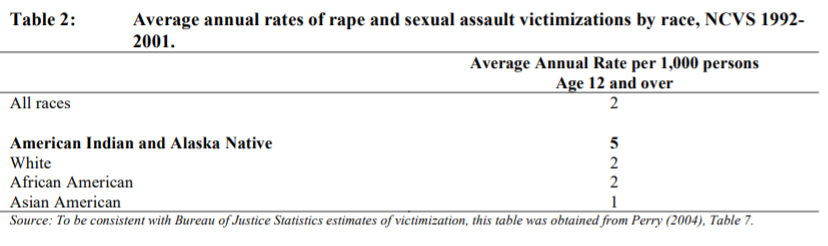 Table 2: Average annual rates of rape and sexual assault victimizations by race, NCVS 1992-
2001.
Average Annual Rate per 1,000 persons
Age 12 and over
All races 2
American Indian and Alaska Native 5
White 2
African American 2
Asian American 1
Source: To be consistent with Bureau of Justice Statistics estimates of victimization, this table was obtained from Perry (2004), Table 7.